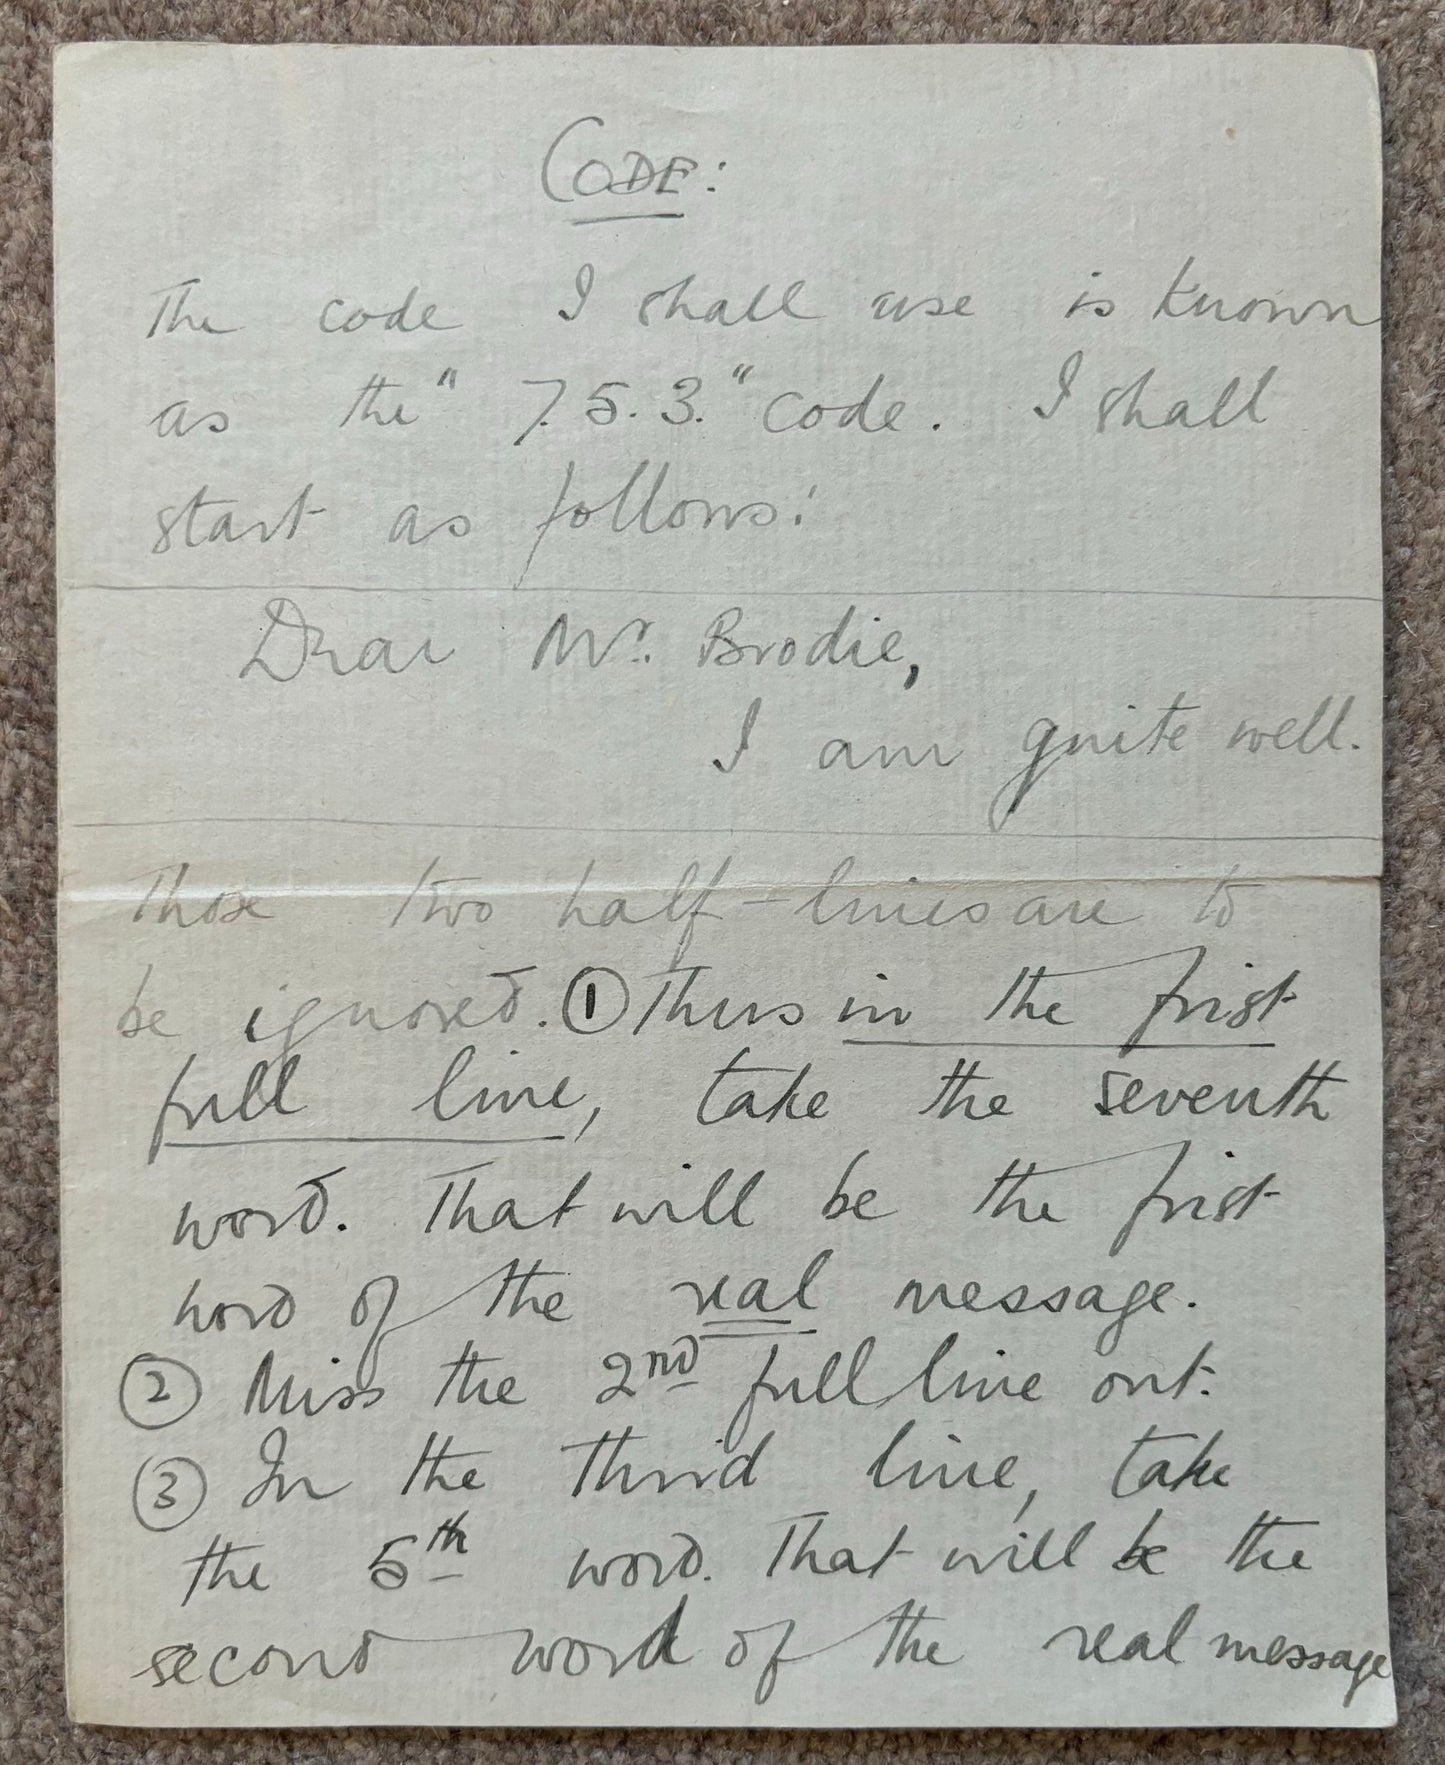 CODE:
The code I shall use is known
as the " 7.5.3. " code. I shall
start as follows:
Dear Mr. Brodie,
I am quite well.
Those two half-lines are to
be ignored. ① Thus in the first
full line, take the seventh
word. That will be the first
word of the real message.
② Miss the 2nd full line out.
③ In the third line, take
the 5th word. That will be the
second word of the real message